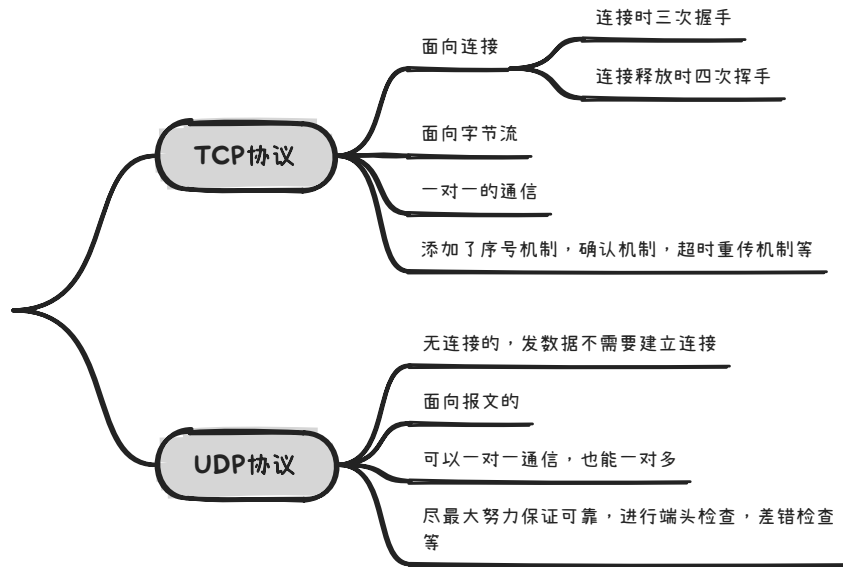 连接时三次握手
面向连接
连接释放时四次挥手
面向字节流
TCP协议
一对一的通信
添加了序号机制，确认机制，超时重传机制等
无连接的，发数据不需要建立连接
面向报文的
UDP协议
可以一对一通信，也能一对多
尽最大努力保证可靠，进行端头检查，差错检查
等